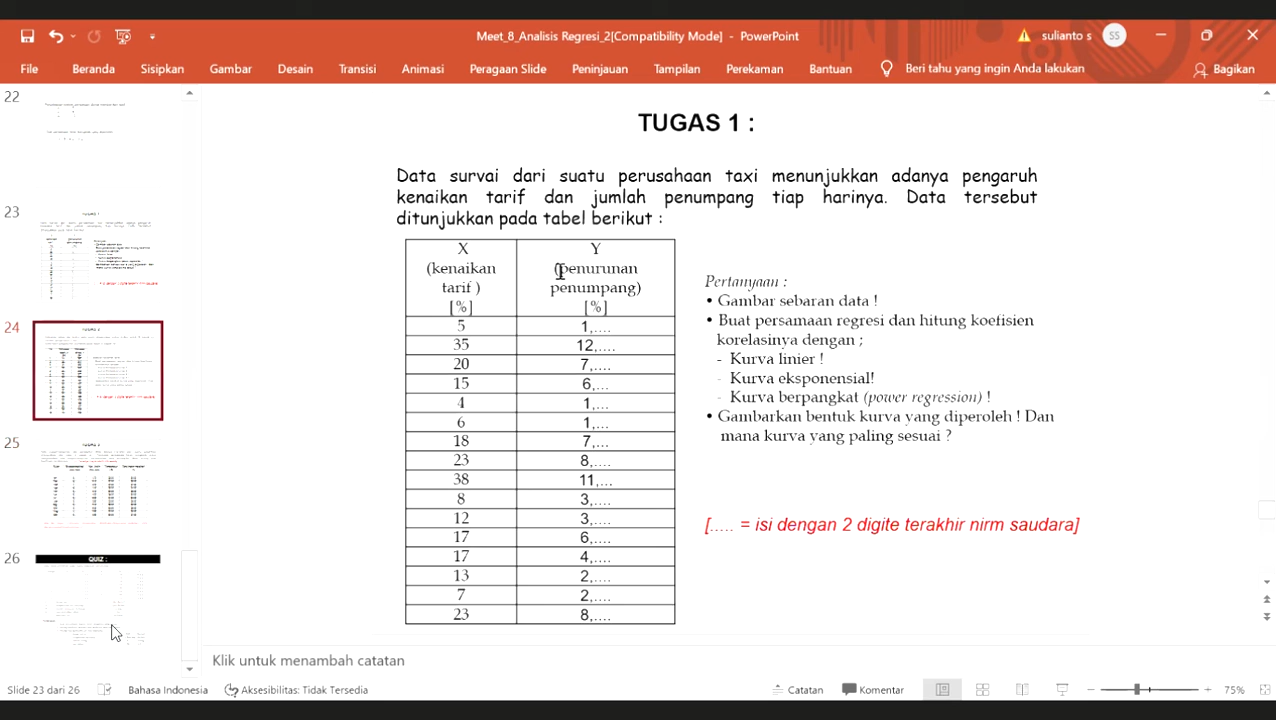 Meet_8_Analisis Regresi_2[Compatibility Mode] - PowerPoint
sulianto s
SS
File Beranda Sisipkan Gambar Desain Transisi Animasi Peragaan Slide Peninjauan Tampilan Perekaman Bantuan Beri tahu yang ingin Anda lakukan Bagikan
22
23
24
25
26
QUIZ :
TUGAS 1 :
Data survai dari suatu perusahaan taxi menunjukkan adanya pengaruh
kenaikan tarif dan jumlah penumpang tiap harinya. Data tersebut
ditunjukkan pada tabel berikut :
X Y
(kenaikan (penurunan
tarif ) penumpang)
[%] [%]
5 1,....
35 12,....
20 7,....
15 6,...
4 1,....
6 1,....
18 7,....
23 8,....
38 11,...
8 3,....
12 3,....
17 6,....
17 4,....
13 2,....
7 2,....
23 8,....
Pertanyaan :
• Gambar sebaran data !
• Buat persamaan regresi dan hitung koefisien
korelasinya dengan ;
- Kurva linier !
- Kurva eksponensial!
- Kurva berpangkat (power regression) !
• Gambarkan bentuk kurva yang diperoleh ! Dan
mana kurva yang paling sesuai ?
[..... = isi dengan 2 digite terakhir nirm saudara]
Klik untuk menambah catatan
Slide 23 dari 26 Bahasa Indonesia Aksesibilitas: Tidak Tersedia Catatan Komentar 75%